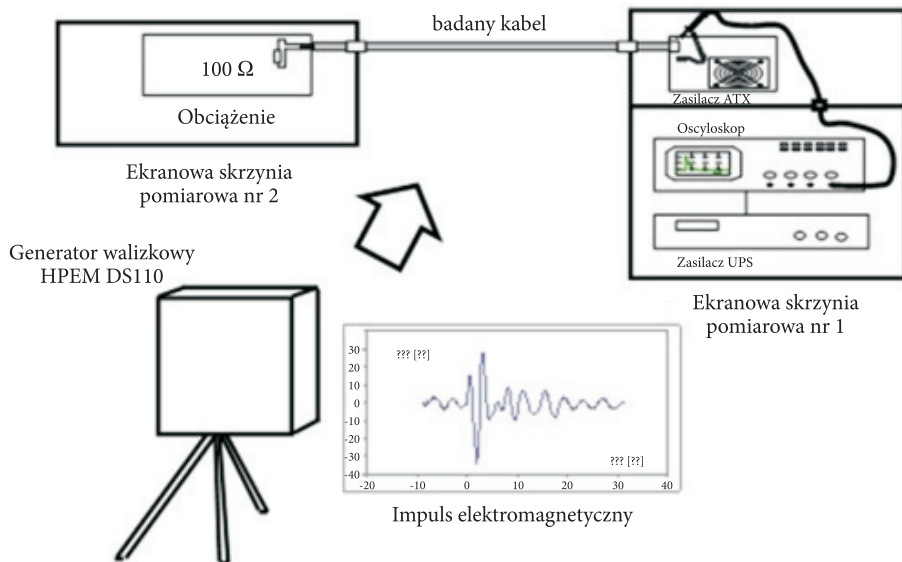 badany kabel
100 Ω
Obciążenie
Zasilacz ATX
Oscyloskop
Ekranowa skrzynia
pomiarowa nr 2
Zasilacz UPS
Ekranowa skrzynia
pomiarowa nr 1
Generator walizkowy
HPEM DS110
??? [??]
30
20
10
0
-10
-20
-30
-40
??? [??]
-20 -10 0 10 20 30 40
Impuls elektromagnetyczny